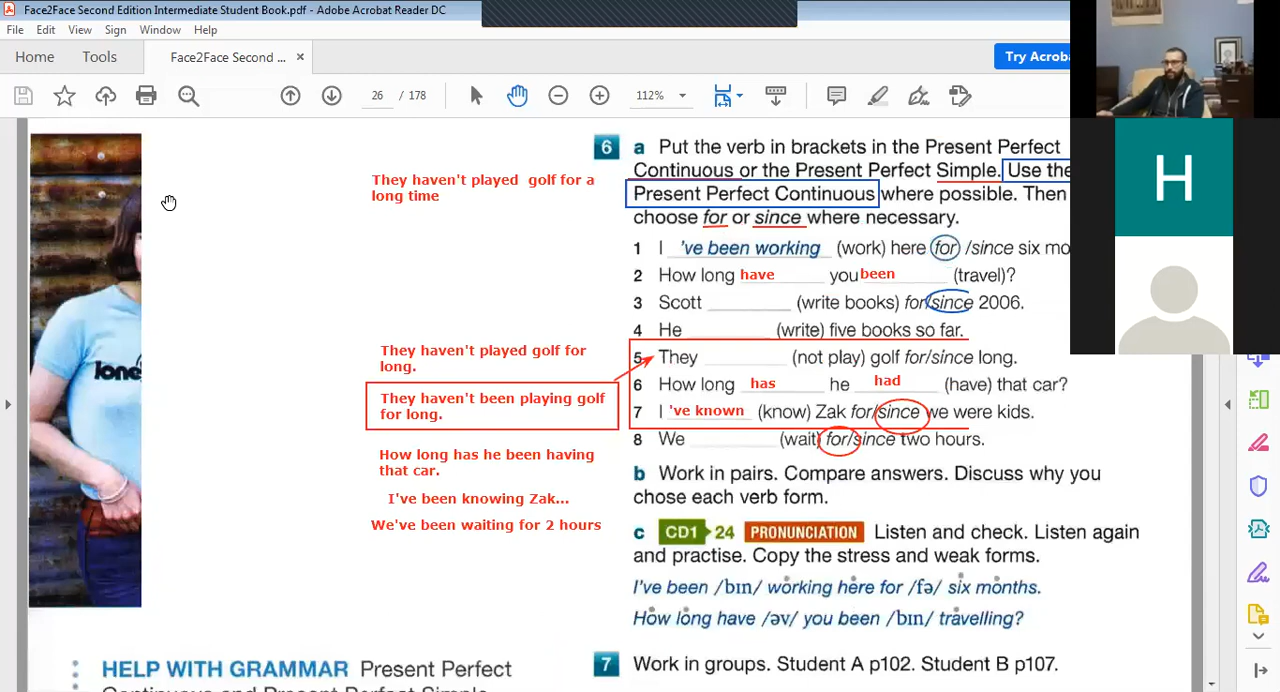 Face2Face Second Edition Intermediate Student Book.pdf - Adobe Acrobat Reader DC
File Edit View Sign Window Help
Home Tools Face2Face Second ... × Try Acroba
26 / 178 112%
6 a Put the verb in brackets in the Present Perfect
Continuous or the Present Perfect Simple. Use the
Present Perfect Continuous where possible. Then
choose for or since where necessary.
1 I 've been working (work) here for/since six mo
2 How long have you been (travel)?
3 Scott (write books) for/since 2006.
4 He (write) five books so far.
5 They (not play) golf for/since long.
6 How long has he had (have) that car?
7 I 've known (know) Zak for/since we were kids.
8 We (wait) for/since two hours.
They haven't played golf for a
long time
They haven't played golf for
long.
They haven't been playing golf
for long.
How long has he been having
that car.
I've been knowing Zak...
We've been waiting for 2 hours
b Work in pairs. Compare answers. Discuss why you
chose each verb form.
c CD1 24 PRONUNCIATION Listen and check. Listen again
and practise. Copy the stress and weak forms.
I've been /bɪn/ working here for /fə/ six months.
How long have /əv/ you been /bɪn/ travelling?
7 Work in groups. Student A p102. Student B p107.
HELP WITH GRAMMAR Present Perfect
Continuous and Present Perfect Simple
lone
H